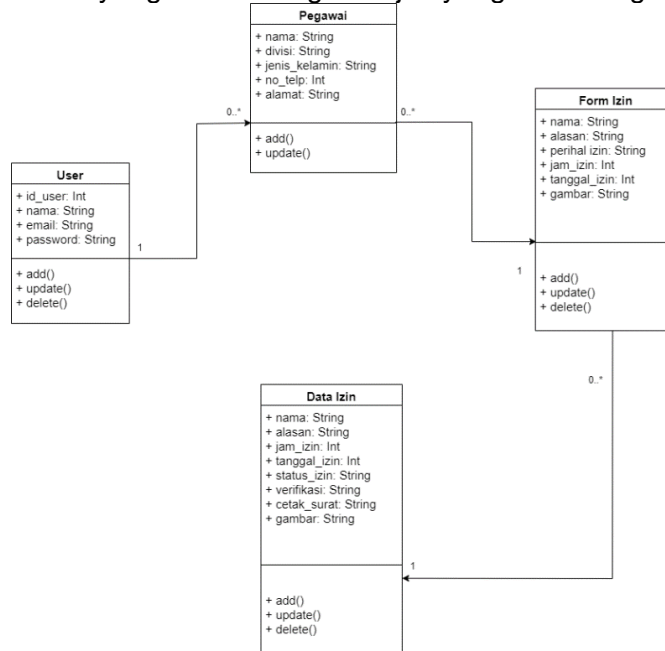 Pegawai
+ nama: String
+ divisi: String
+ jenis_kelamin: String
+ no_telp: Int
+ alamat: String
+ add()
+ update()
0..*
0..*
Form Izin
+ nama: String
+ alasan: String
+ perihal izin: String
+ jam_izin: Int
+ tanggal_izin: Int
+ gambar: String
+ add()
+ update()
+ delete()
User
+ id_user: Int
+ nama: String
+ email: String
+ password: String
+ add()
+ update()
+ delete()
1
1
0..*
Data Izin
+ nama: String
+ alasan: String
+ jam_izin: Int
+ tanggal_izin: Int
+ status_izin: String
+ verifikasi: String
+ cetak_surat: String
+ gambar: String
+ add()
+ update()
+ delete()
1